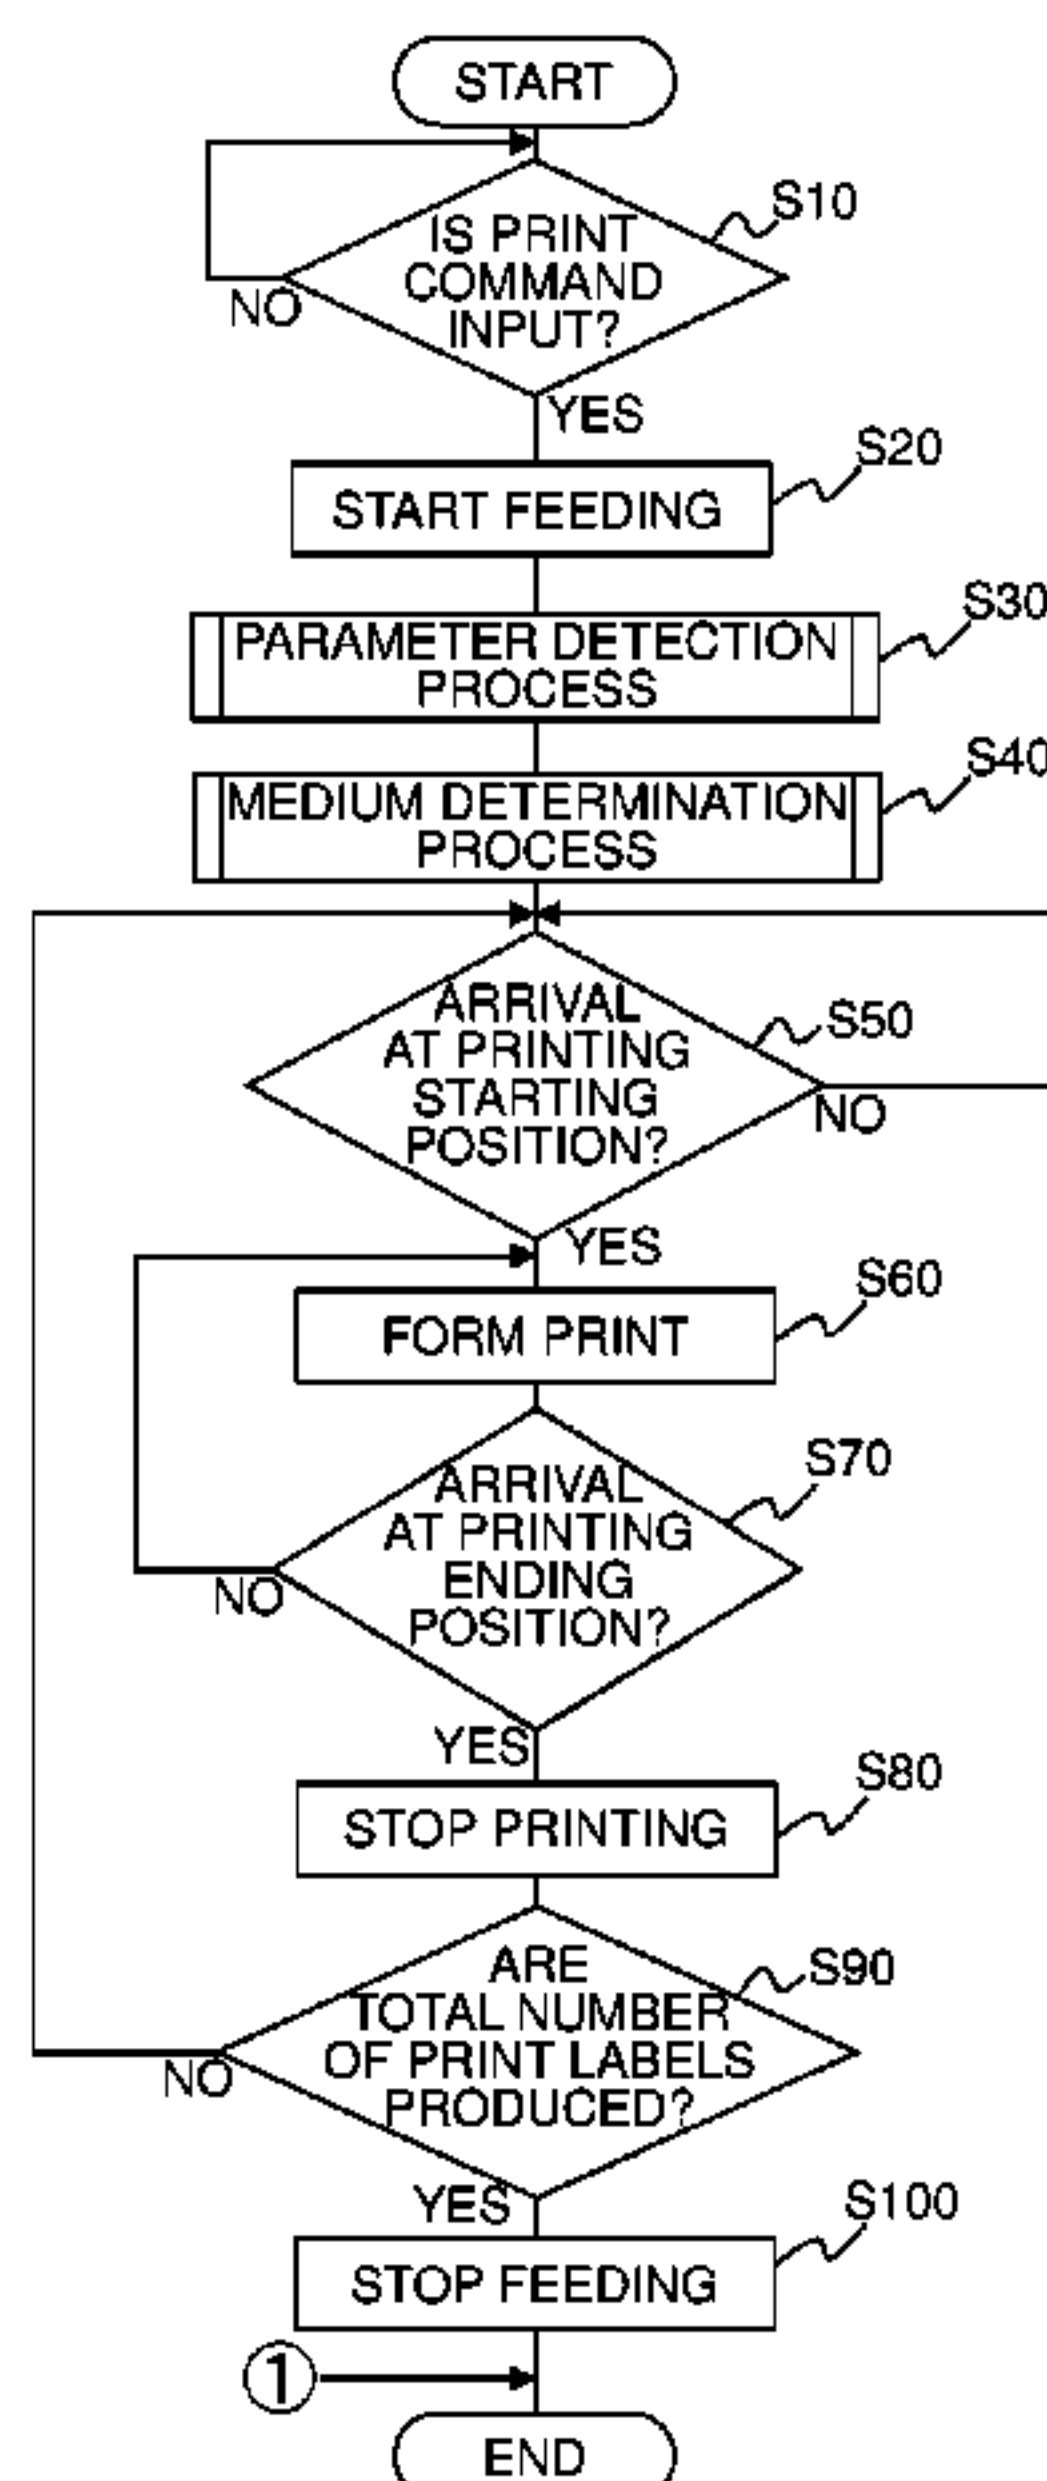 START
S10
IS PRINT
COMMAND
INPUT?
NO
YES
S20
START FEEDING
S30
PARAMETER DETECTION
PROCESS
S40
MEDIUM DETERMINATION
PROCESS
ARRIVAL
AT PRINTING
STARTING
POSITION?
S50
NO
YES
S60
FORM PRINT
S70
ARRIVAL
AT PRINTING
ENDING
POSITION?
NO
YES
S80
STOP PRINTING
S90
ARE
TOTAL NUMBER
OF PRINT LABELS
PRODUCED?
NO
YES
S100
STOP FEEDING
1
END